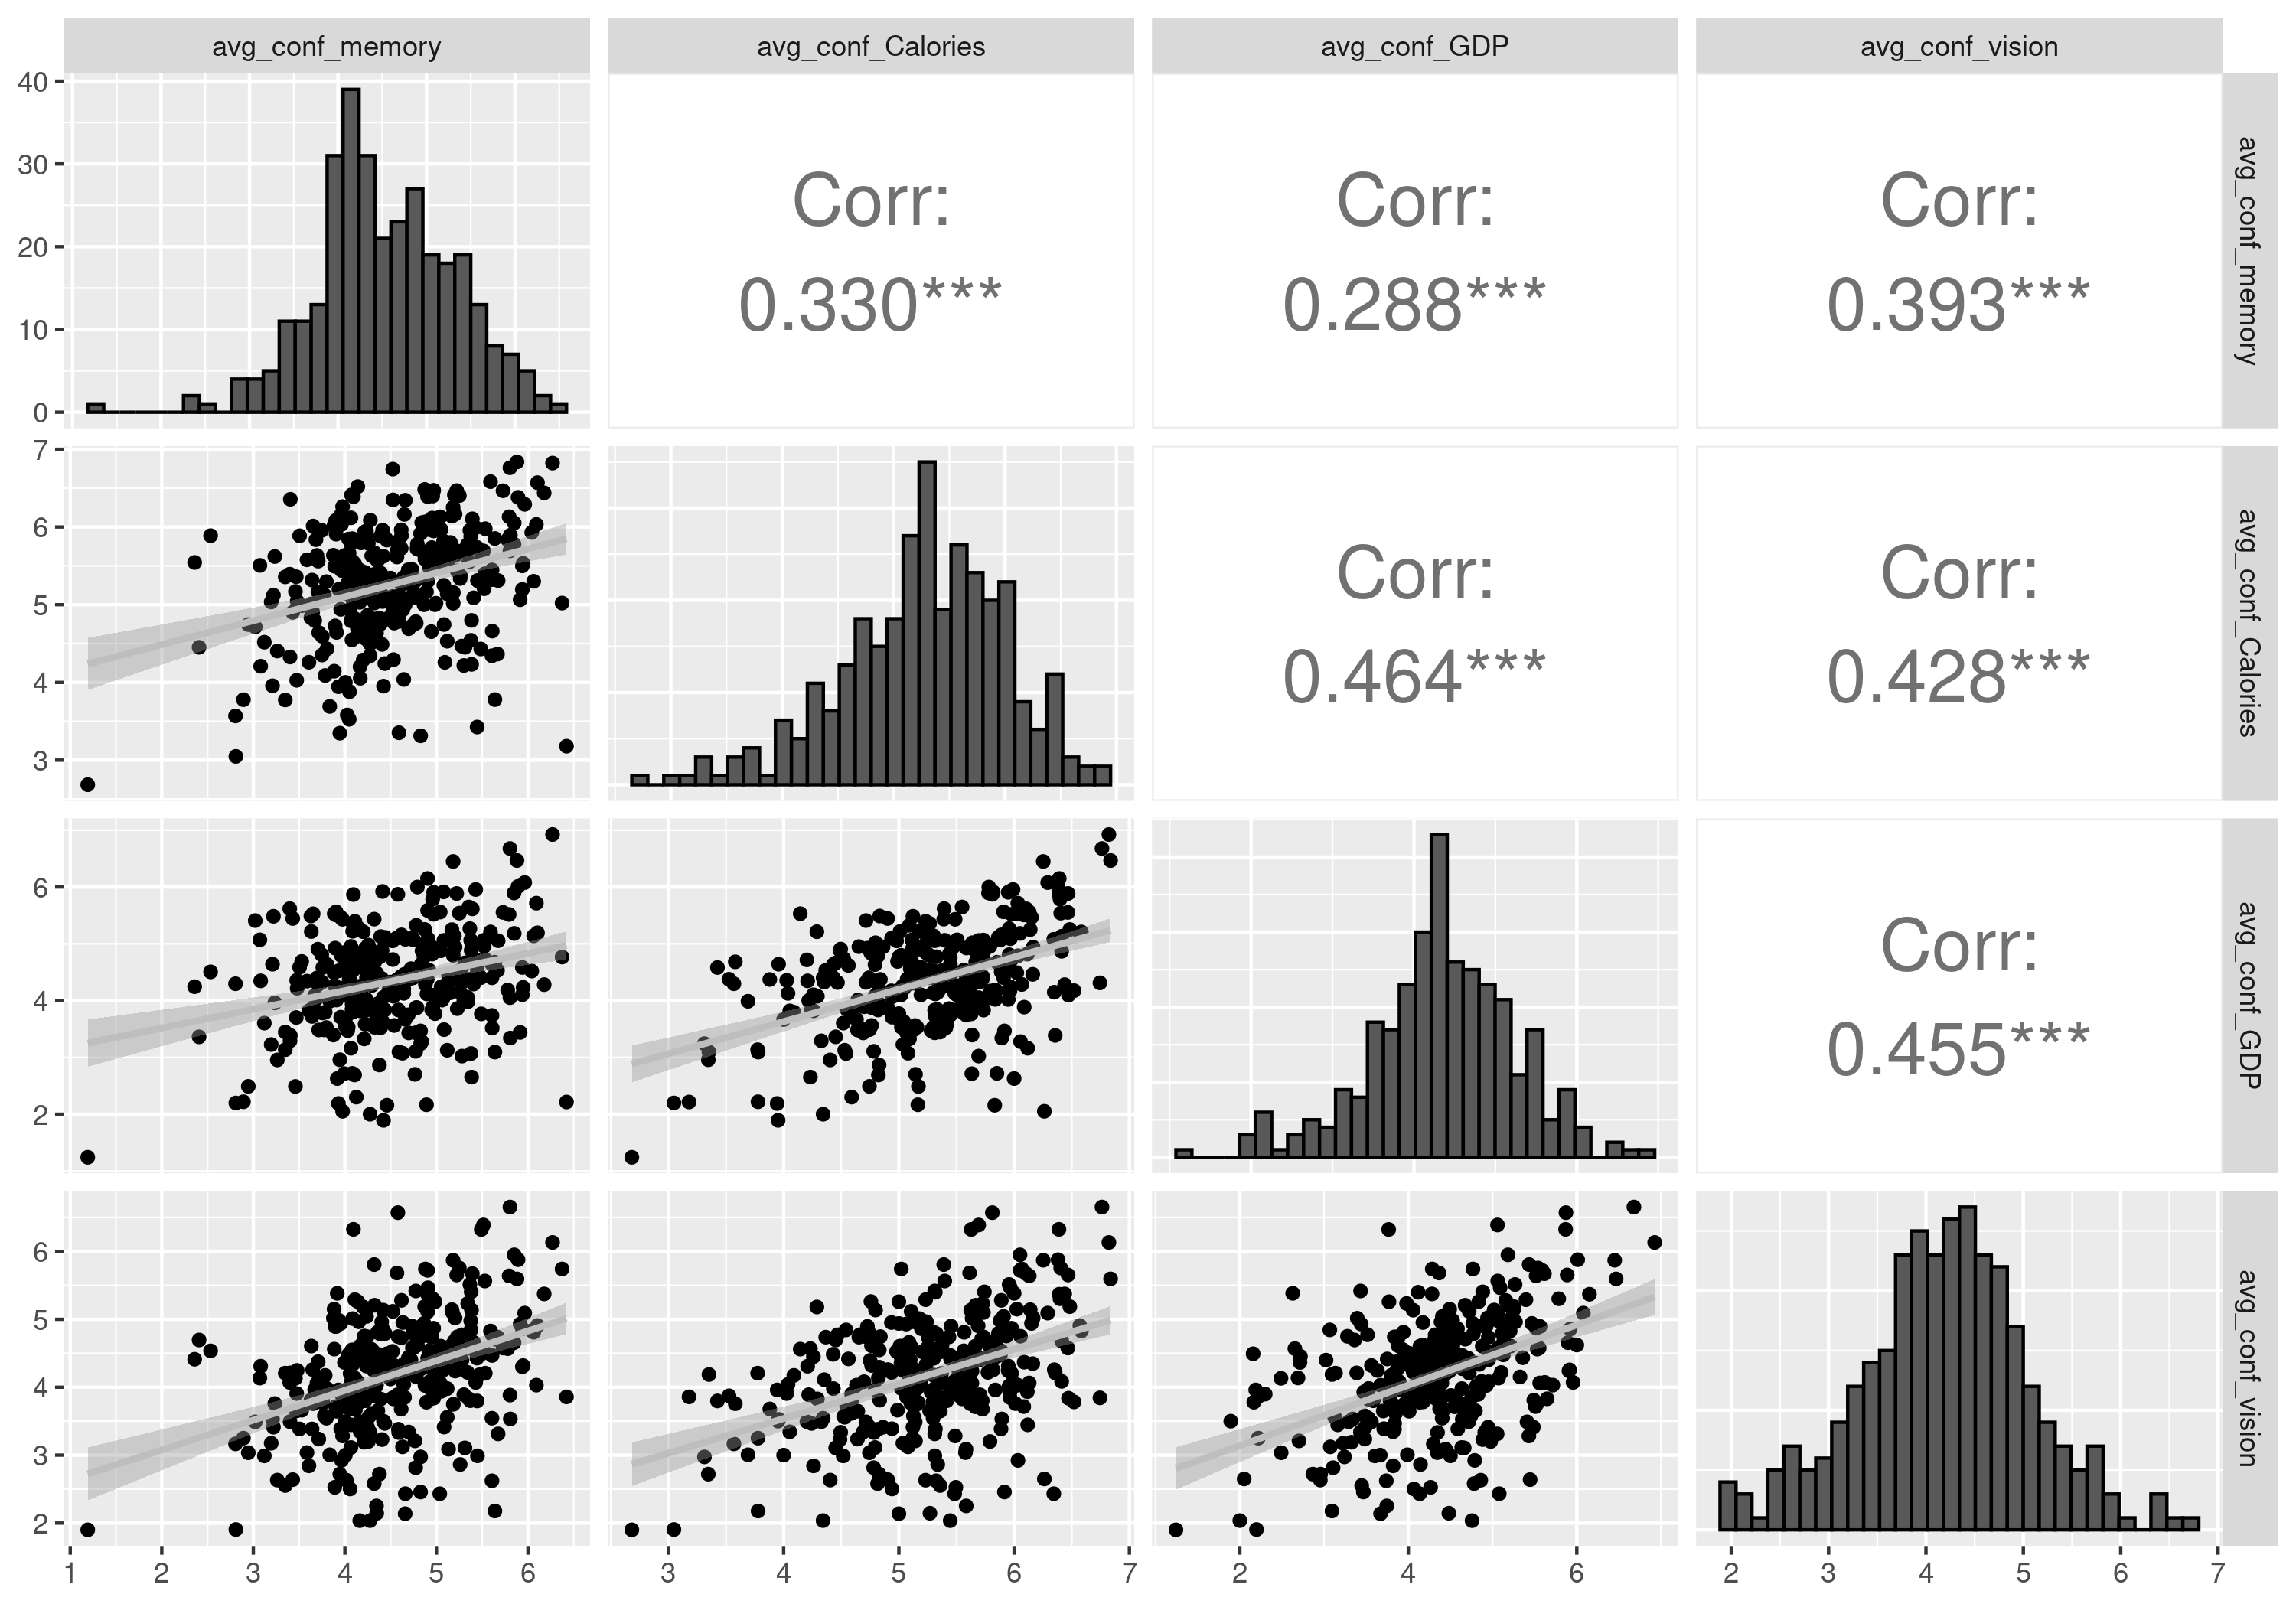 avg_conf_memory avg_conf_Calories avg_conf_GDP avg_conf_vision
40
30
20
10
0
Corr:
0.330***
Corr:
0.288***
Corr:
0.393***
avg_conf_memory
7
6
5
4
3
Corr:
0.464***
Corr:
0.428***
avg_conf_Calories
6
4
2
Corr:
0.455***
avg_conf_GDP
6
5
4
3
2
avg_conf_vision
1 2 3 4 5 6
3 4 5 6 7
2 4 6
2 3 4 5 6 7